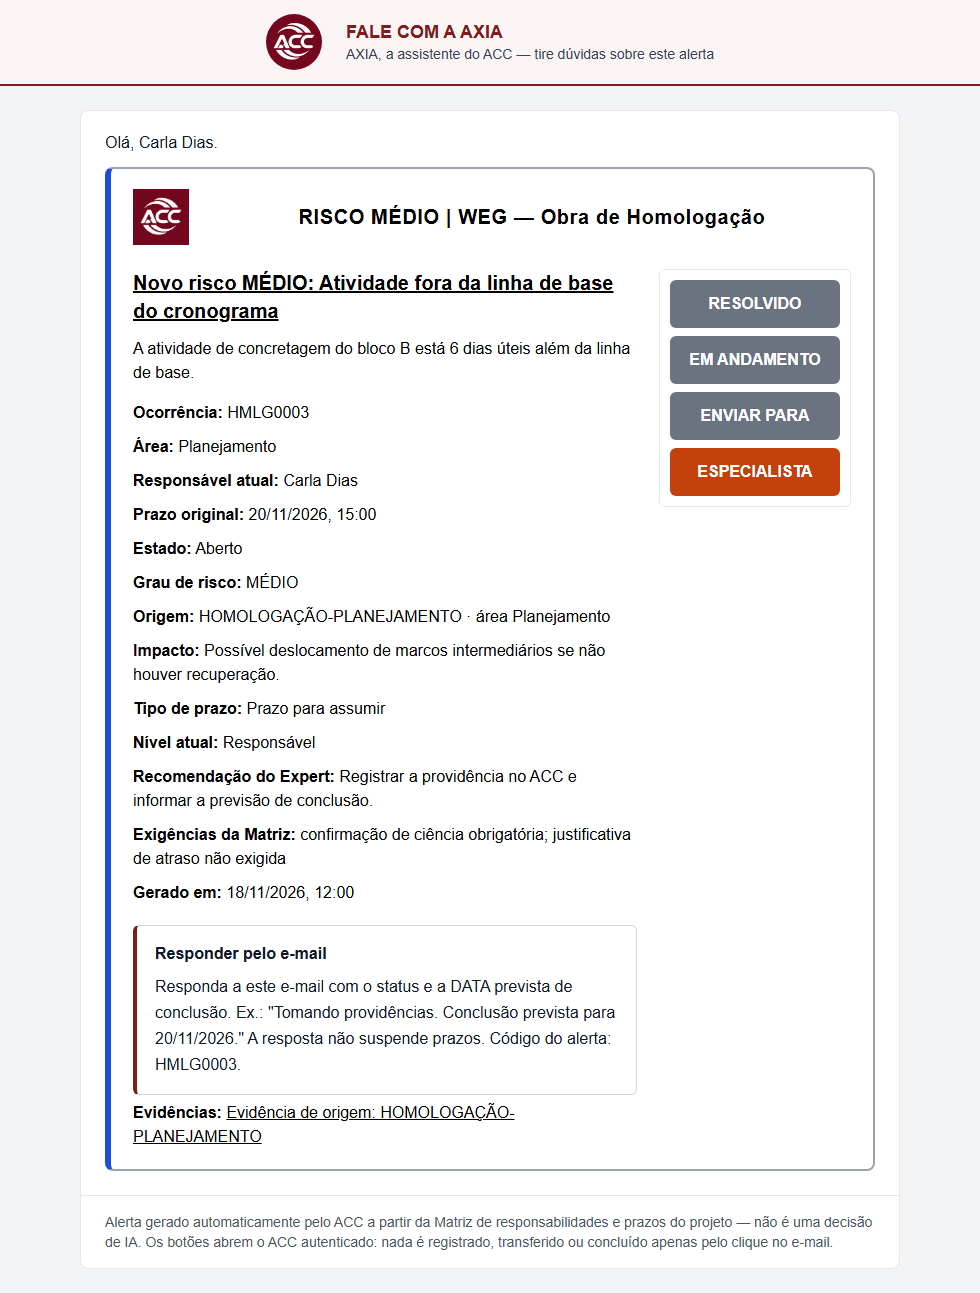 ACC
FALE COM A AXIA
AXIA, a assistente do ACC — tire dúvidas sobre este alerta
Olá, Carla Dias.
ACC
RISCO MÉDIO | WEG — Obra de Homologação
Novo risco MÉDIO: Atividade fora da linha de base
do cronograma
A atividade de concretagem do bloco B está 6 dias úteis além da linha
de base.
Ocorrência: HMLG0003
Área: Planejamento
Responsável atual: Carla Dias
Prazo original: 20/11/2026, 15:00
Estado: Aberto
Grau de risco: MÉDIO
Origem: HOMOLOGAÇÃO-PLANEJAMENTO · área Planejamento
Impacto: Possível deslocamento de marcos intermediários se não
houver recuperação.
Tipo de prazo: Prazo para assumir
Nível atual: Responsável
Recomendação do Expert: Registrar a providência no ACC e
informar a previsão de conclusão.
Exigências da Matriz: confirmação de ciência obrigatória; justificativa
de atraso não exigida
Gerado em: 18/11/2026, 12:00
Responder pelo e-mail
Responda a este e-mail com o status e a DATA prevista de
conclusão. Ex.: "Tomando providências. Conclusão prevista para
20/11/2026." A resposta não suspende prazos. Código do alerta:
HMLG0003.
Evidências: Evidência de origem: HOMOLOGAÇÃO-
PLANEJAMENTO
RESOLVIDO
EM ANDAMENTO
ENVIAR PARA
ESPECIALISTA
Alerta gerado automaticamente pelo ACC a partir da Matriz de responsabilidades e prazos do projeto — não é uma decisão
de IA. Os botões abrem o ACC autenticado: nada é registrado, transferido ou concluído apenas pelo clique no e-mail.